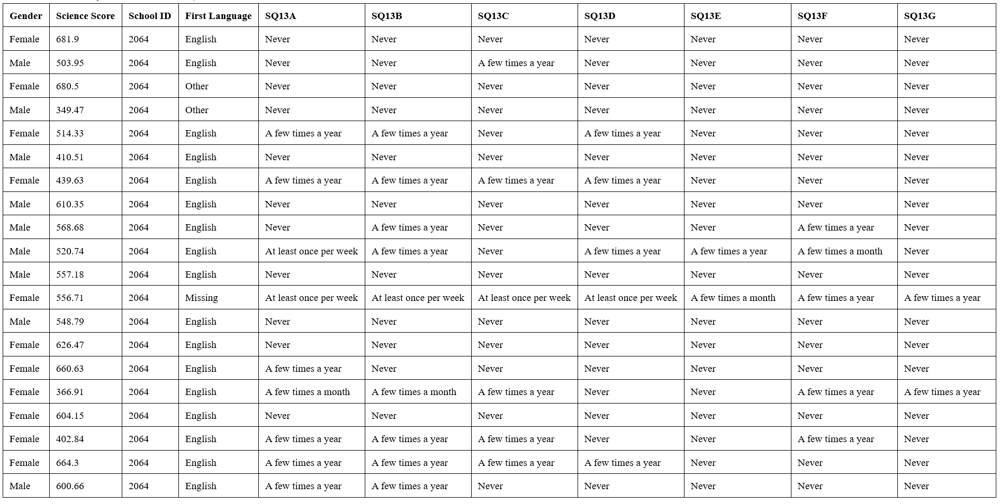 Gender Science Score School ID First Language SQ13A SQ13B SQ13C SQ13D SQ13E SQ13F SQ13G
Female 681.9 2064 English Never Never Never Never Never Never Never
Male 503.95 2064 English Never Never A few times a year Never Never Never Never
Female 680.5 2064 Other Never Never Never Never Never Never Never
Male 349.47 2064 Other Never Never Never Never Never Never Never
Female 514.33 2064 English A few times a year A few times a year Never A few times a year Never Never Never
Male 410.51 2064 English Never Never Never Never Never Never Never
Female 439.63 2064 English A few times a year A few times a year A few times a year A few times a year Never Never Never
Male 610.35 2064 English Never Never Never Never Never Never Never
Male 568.68 2064 English Never A few times a year Never Never Never A few times a year Never
Male 520.74 2064 English At least once per week A few times a year Never A few times a year A few times a year A few times a month Never
Male 557.18 2064 English Never Never Never Never Never Never Never
Female 556.71 2064 Missing At least once per week At least once per week At least once per week At least once per week A few times a month A few times a year A few times a year
Male 548.79 2064 English Never Never Never Never Never Never Never
Female 626.47 2064 English Never Never Never Never Never Never Never
Female 660.63 2064 English A few times a year Never Never Never Never Never Never
Female 366.91 2064 English A few times a month A few times a month A few times a year Never Never A few times a year A few times a year
Female 604.15 2064 English Never Never Never Never Never Never Never
Female 402.84 2064 English A few times a year A few times a year A few times a year Never Never A few times a year Never
Female 664.3 2064 English A few times a year A few times a year A few times a year A few times a year Never Never Never
Male 600.66 2064 English A few times a year A few times a year Never Never Never Never Never